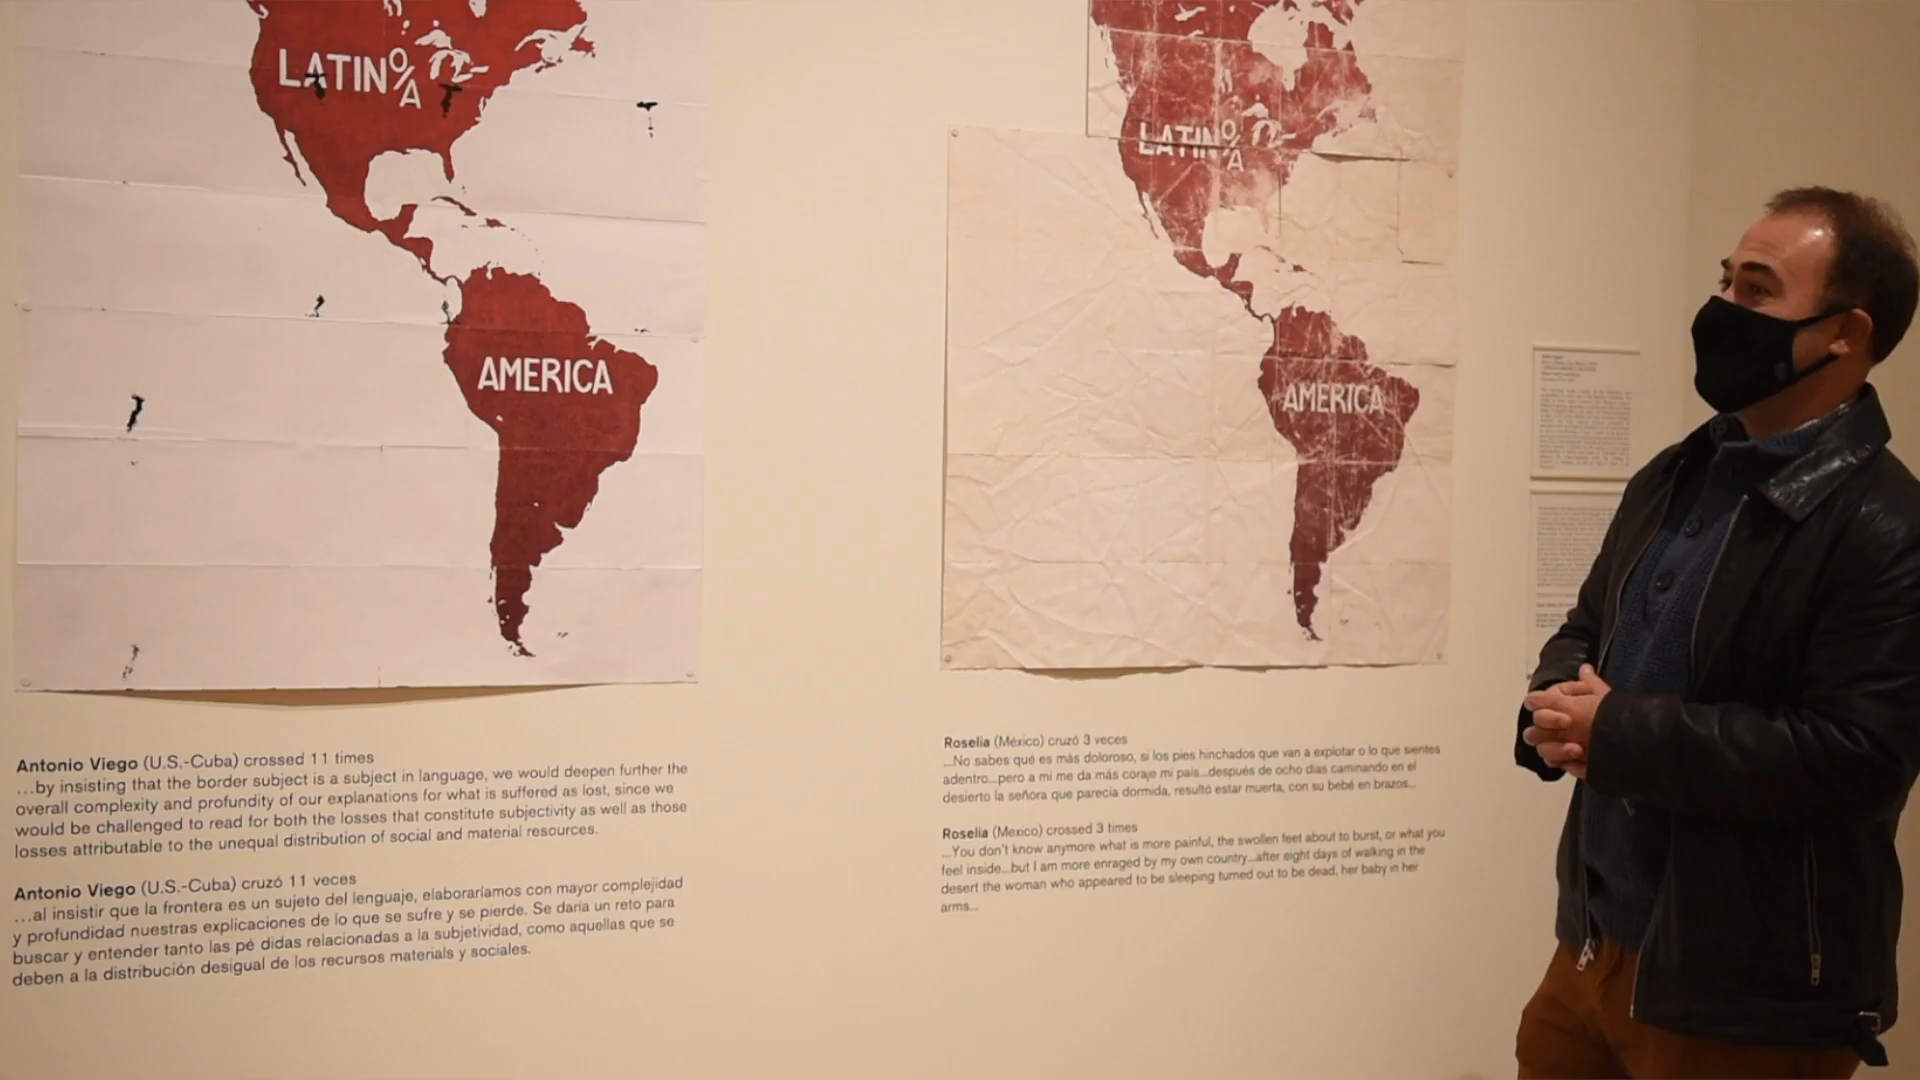 LATINO/A
AMERICA
LATINO/A
AMERICA
Antonio Viego (U.S.-Cuba) crossed 11 times
...by insisting that the border subject is a subject in language, we would deepen further the
overall complexity and profundity of our explanations for what is suffered as lost, since we
would be challenged to read for both the losses that constitute subjectivity as well as those
losses attributable to the unequal distribution of social and material resources.
Antonio Viego (U.S.-Cuba) cruzó 11 veces
...al insistir que la frontera es un sujeto del lenguaje, elaboraríamos con mayor complejidad
y profundidad nuestras explicaciones de lo que se sufre y se pierde. Se daría un reto para
buscar y entender tanto las pé didas relacionadas a la subjetividad, como aquellas que se
deben a la distribución desigual de los recursos materials y sociales.
Roselia (México) cruzó 3 veces
...No sabes qué es más doloroso, si los pies hinchados que van a explotar o lo que sientes
adentro...pero a mí me da más coraje mi país...después de ocho días caminando en el
desierto la señora que parecía dormida, resultó estar muerta, con su bebé en brazos...
Roselia (Mexico) crossed 3 times
...You don't know anymore what is more painful, the swollen feet about to burst, or what you
feel inside...but I am more enraged by my own country...after eight days of walking in the
desert the woman who appeared to be sleeping turned out to be dead, her baby in her
arms...